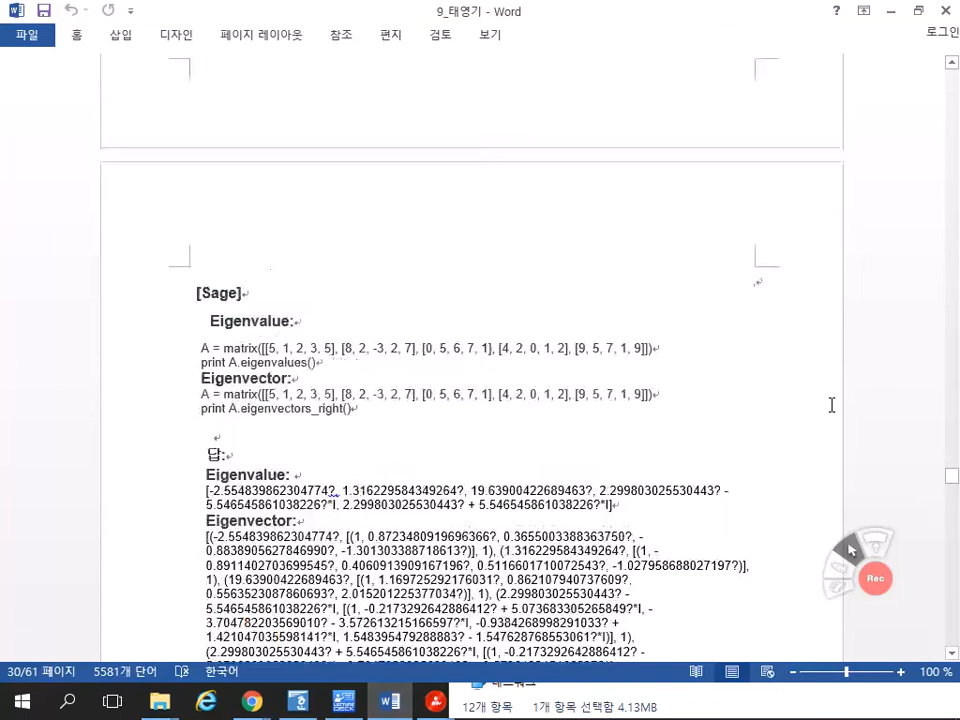 9_태영기 - Word
파일 홈 삽입 디자인 페이지 레이아웃 참조 편지 검토 보기
로그인
[Sage]
Eigenvalue:
A = matrix([[5, 1, 2, 3, 5], [8, 2, -3, 2, 7], [0, 5, 6, 7, 1], [4, 2, 0, 1, 2], [9, 5, 7, 1, 9]])
print A.eigenvalues()
Eigenvector:
A = matrix([[5, 1, 2, 3, 5], [8, 2, -3, 2, 7], [0, 5, 6, 7, 1], [4, 2, 0, 1, 2], [9, 5, 7, 1, 9]])
print A.eigenvectors_right()
답:
Eigenvalue:
[-2.554839862304774?, 1.316229584349264?, 19.63900422689463?, 2.299803025530443? -
5.546545861038226?*I, 2.299803025530443? + 5.546545861038226?*I]
Eigenvector:
[(-2.554839862304774?, [(1, 0.8723480919696366?, 0.3655003388363750?, -
0.8838905627846990?, -1.301303388718613?)], 1), (1.316229584349264?, [(1, -
0.8911402703699545?, 0.4060913909167196?, 0.5116601710072543?, -1.027958688027197?)],
1), (19.63900422689463?, [(1, 1.169725292176031?, 0.8621079407376097?,
0.5563523087860693?, 2.015201225377034?)], 1), (2.299803025530443? -
5.546545861038226?*I, [(1, -0.2173292642886412? + 5.073683305265849?*I, -
3.704782203569010? - 3.572613215166597?*I, -0.9384268998291033? +
1.421047035598141?*I, 1.548395479288883? - 1.547628768553061?*I)], 1),
(2.299803025530443? + 5.546545861038226?*I, [(1, -0.2173292642886412? -
Rec
30/61 페이지 5581개 단어 한국어 100 %
12개 항목 1개 항목 선택함 4.13MB